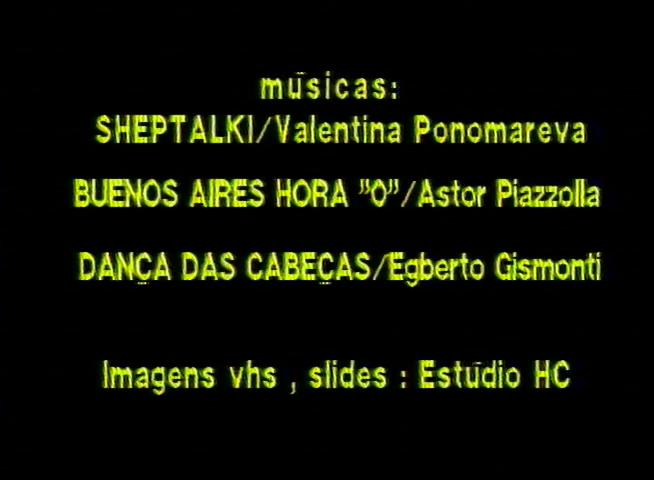 músicas:
SHEPTALKI/Valentina Ponomareva
BUENOS AIRES HORA "0"/Astor Piazzolla
DANÇA DAS CABEÇAS/Egberto Gismonti
Imagens vhs , slides : Estúdio HC